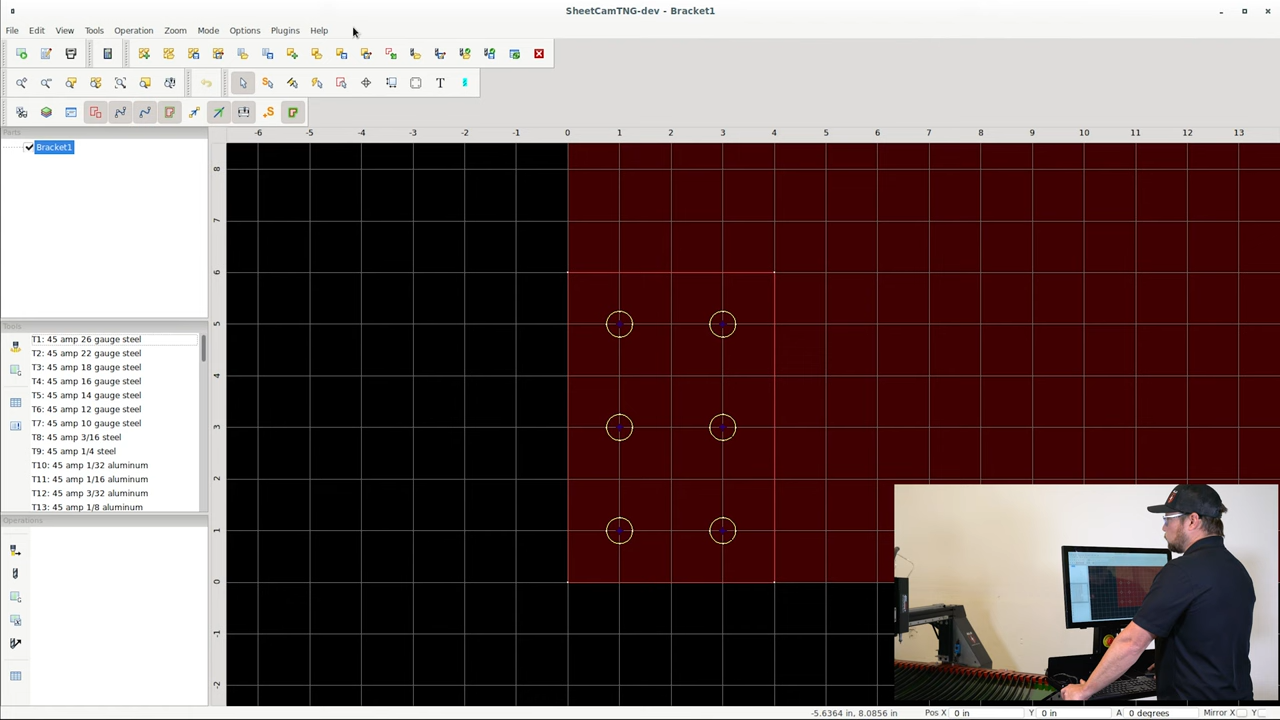 SheetCamTNG-dev - Bracket1
File Edit View Tools Operation Zoom Mode Options Plugins Help
T
Parts
-6 -5 -4 -3 -2 -1 0 1 2 3 4 5 6 7 8 9 10 11 12 13
Bracket1
8
7
6
5
4
3
2
1
0
-1
-2
Tools
T1: 45 amp 26 gauge steel
T2: 45 amp 22 gauge steel
T3: 45 amp 18 gauge steel
T4: 45 amp 16 gauge steel
T5: 45 amp 14 gauge steel
T6: 45 amp 12 gauge steel
T7: 45 amp 10 gauge steel
T8: 45 amp 3/16 steel
T9: 45 amp 1/4 steel
T10: 45 amp 1/32 aluminum
T11: 45 amp 1/16 aluminum
T12: 45 amp 3/32 aluminum
T13: 45 amp 1/8 aluminum
Operations
-5.6364 in, 8.0856 in Pos X 0 in Y 0 in A 0 degrees Mirror X Y